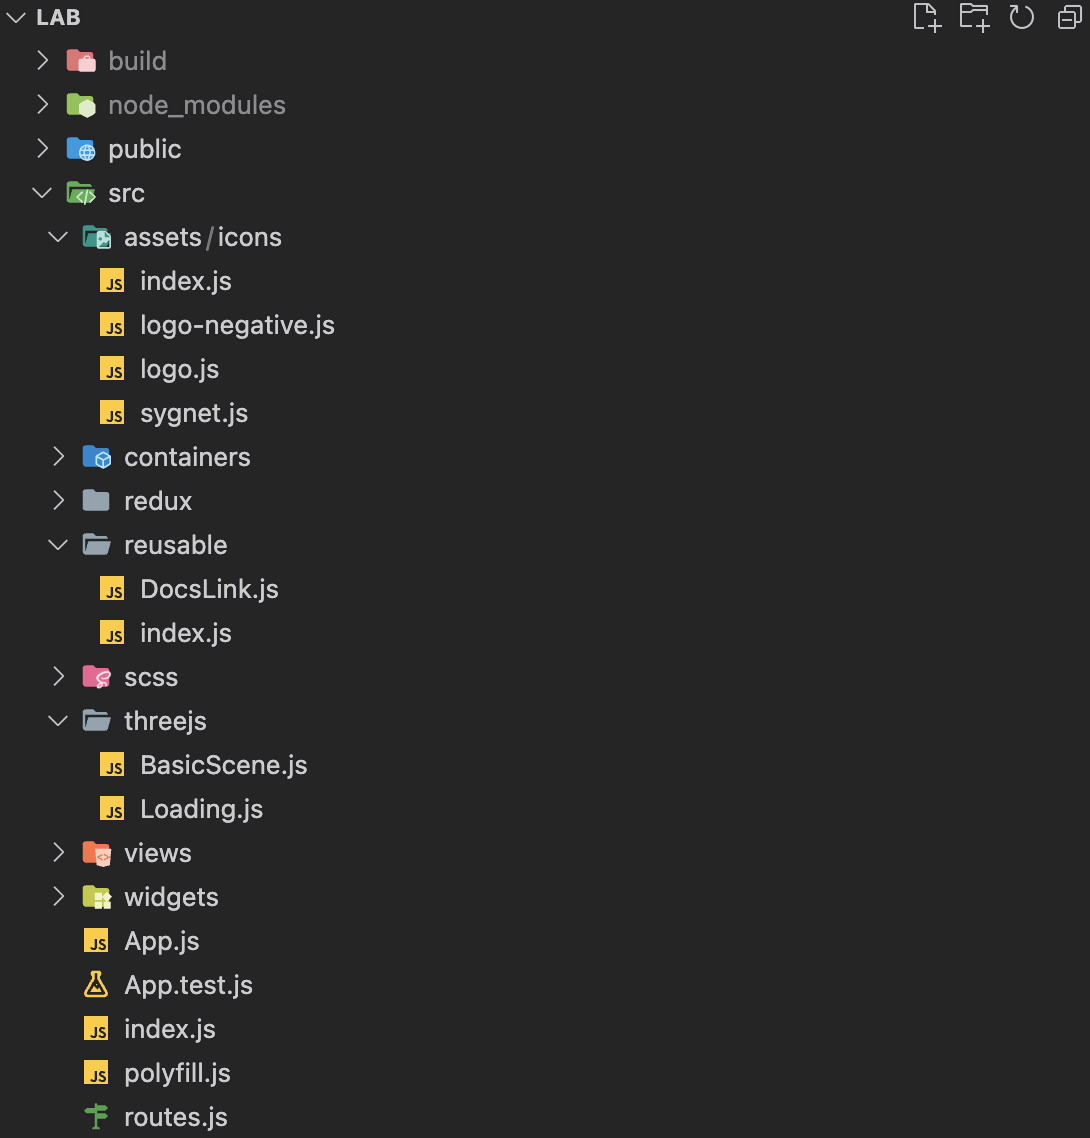 LAB
build
node_modules
public
src
assets/icons
JS index.js
JS logo-negative.js
JS logo.js
JS sygnet.js
containers
redux
reusable
JS DocsLink.js
JS index.js
scss
threejs
JS BasicScene.js
JS Loading.js
views
widgets
JS App.js
App.test.js
JS index.js
JS polyfill.js
routes.js